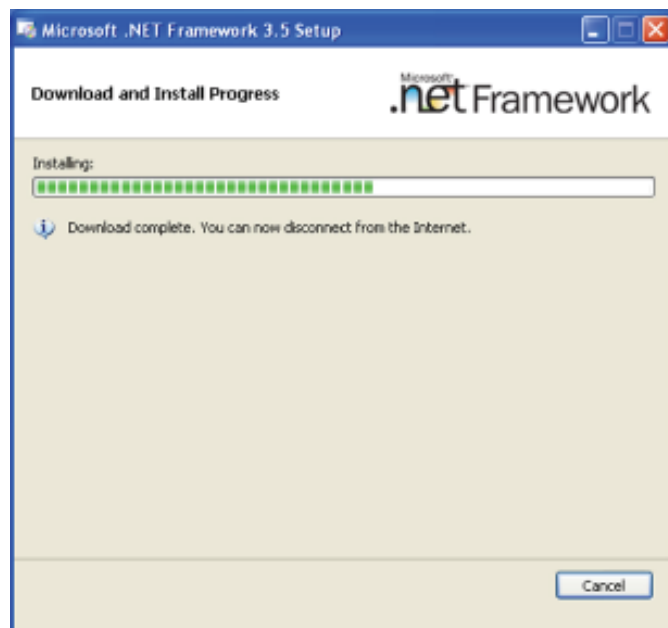 Microsoft .NET Framework 3.5 Setup
Download and Install Progress
Microsoft
.net Framework
Installing:
Download complete. You can now disconnect from the Internet.
Cancel